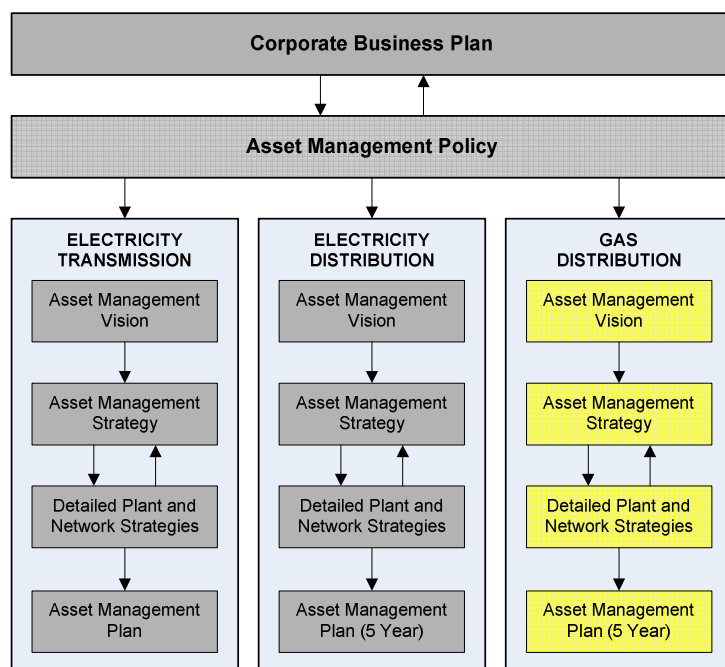 Corporate Business Plan
Asset Management Policy
ELECTRICITY
TRANSMISSION
Asset Management
Vision
Asset Management
Strategy
Detailed Plant and
Network Strategies
Asset Management
Plan
ELECTRICITY
DISTRIBUTION
Asset Management
Vision
Asset Management
Strategy
Detailed Plant and
Network Strategies
Asset Management
Plan (5 Year)
GAS
DISTRIBUTION
Asset Management
Vision
Asset Management
Strategy
Detailed Plant and
Network Strategies
Asset Management
Plan (5 Year)